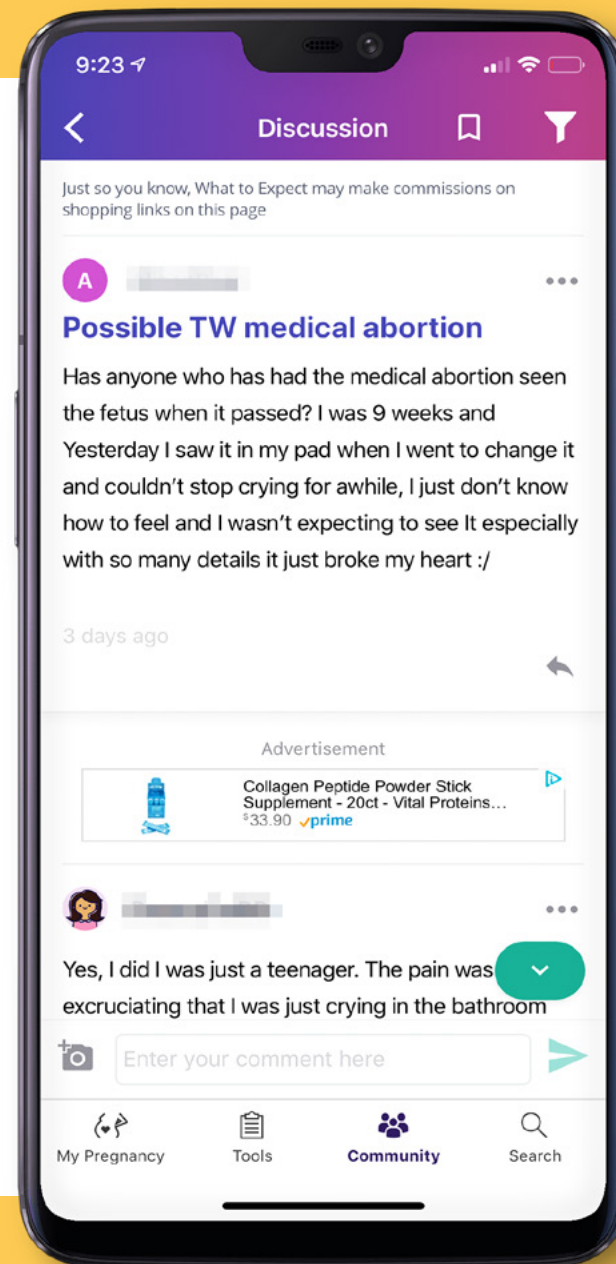 9:23
Discussion
Just so you know, What to Expect may make commissions on
shopping links on this page
A
Possible TW medical abortion
Has anyone who has had the medical abortion seen
the fetus when it passed? I was 9 weeks and
Yesterday I saw it in my pad when I went to change it
and couldn't stop crying for awhile, I just don't know
how to feel and I wasn't expecting to see It especially
with so many details it just broke my heart :/
3 days ago
Advertisement
Collagen Peptide Powder Stick
Supplement - 20ct - Vital Proteins...
$33.90 prime
Yes, I did I was just a teenager. The pain was
excruciating that I was just crying in the bathroom
Enter your comment here
My Pregnancy
Tools
Community
Search